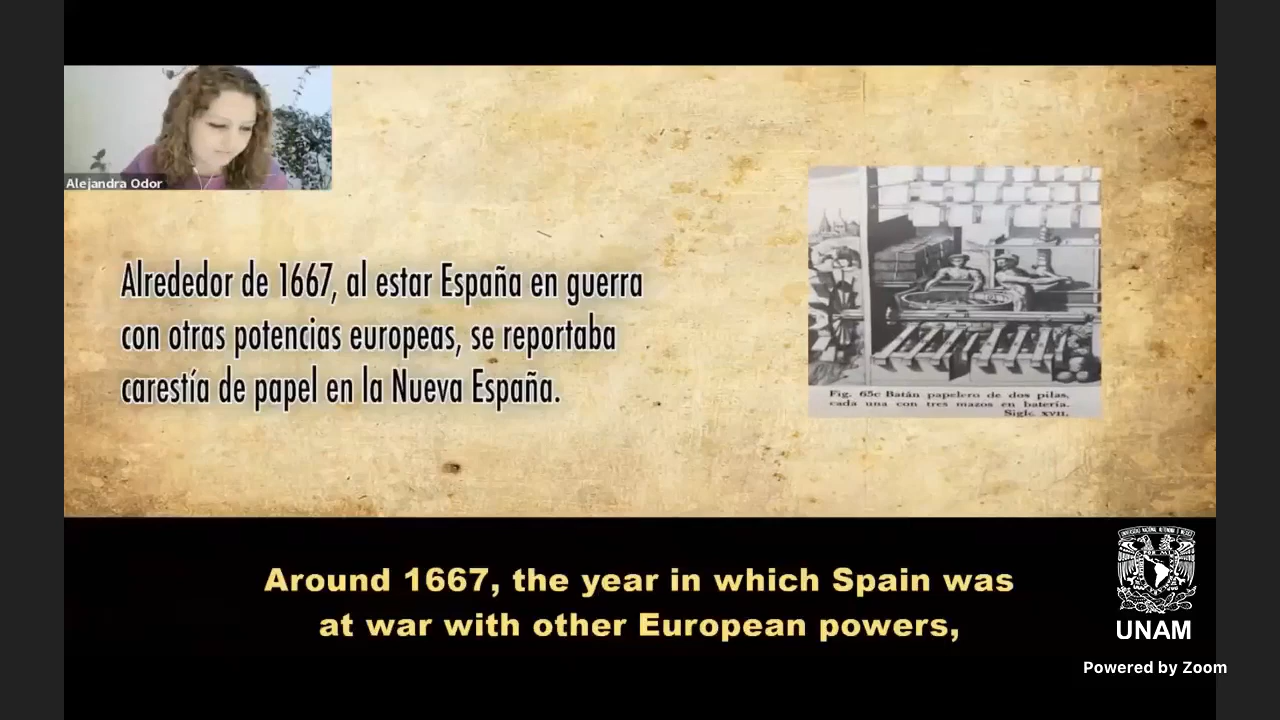 Alejandra Odor
Alrededor de 1667, al estar España en guerra
con otras potencias europeas, se reportaba
carestía de papel en la Nueva España.
Fig. 65c Batán papelero de dos pilas,
cada una con tres mazos en batería.
Siglo XVII.
Around 1667, the year in which Spain was
at war with other European powers,
UNAM
Powered by Zoom